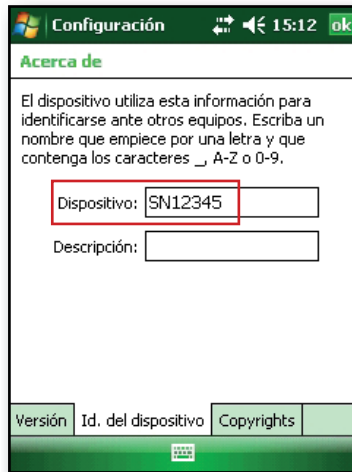 Configuración 15:12 ok
Acerca de
El dispositivo utiliza esta información para
identificarse ante otros equipos. Escriba un
nombre que empiece por una letra y que
contenga los caracteres _, A-Z o 0-9.
Dispositivo: SN12345
Descripción:
Versión Id. del dispositivo Copyrights